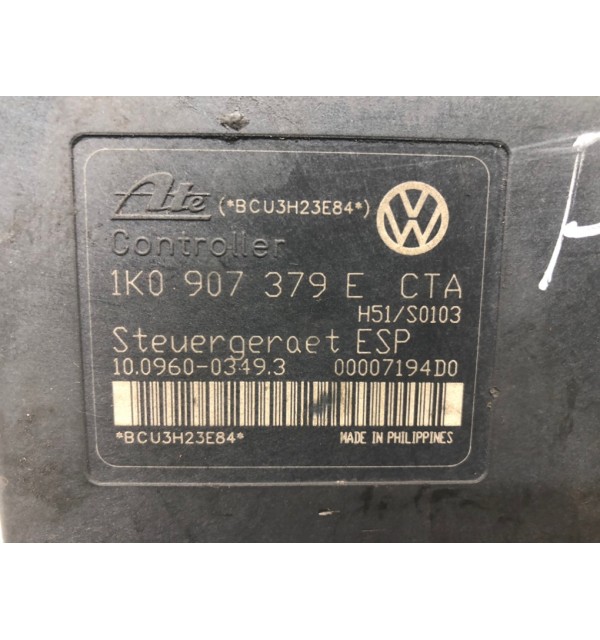 Ate (*BCU3H23E84*)
Controller
1K0 907 379 E CTA
H51/S0103
Steuergeraet ESP
10.0960-0349.3 00007194D0
*BCU3H23E84* MADE IN PHILIPPINES